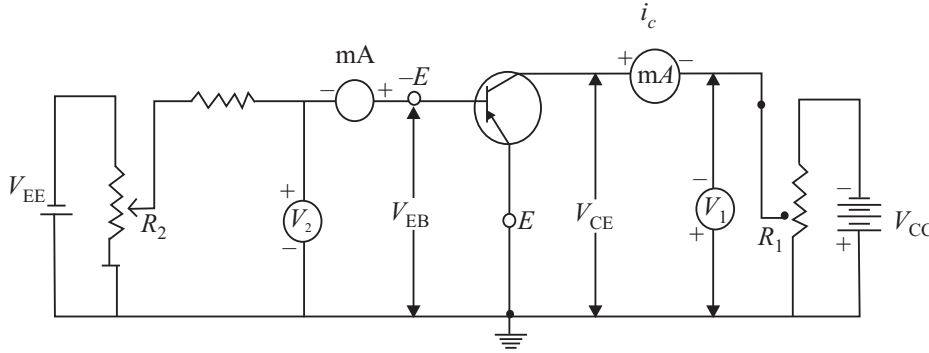 i_c
mA
+ mA −
− + −E
V_EE
R_2
+
V_2
−
V_EB
E
V_CE
−
V_1
+
R_1
−
+
V_CC